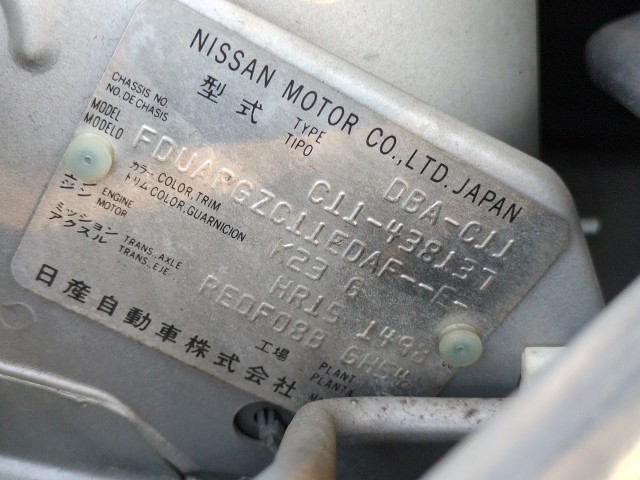 NISSAN MOTOR CO., LTD. JAPAN
型式 TYPE TIPO DBA-C11
CHASSIS NO. NO. DE CHASIS C11-438137
MODEL MODELO FDUARGZC11EDAF--E-
カラー トリム COLOR, TRIM COLOR, GUARNICION K23 G
エンジン ENGINE MOTOR HR15 1498
ミッション アクスル TRANS., AXLE TRANS., EJE RE0F08B GH54
工場 PLANT PLANTA
日産自動車株式会社